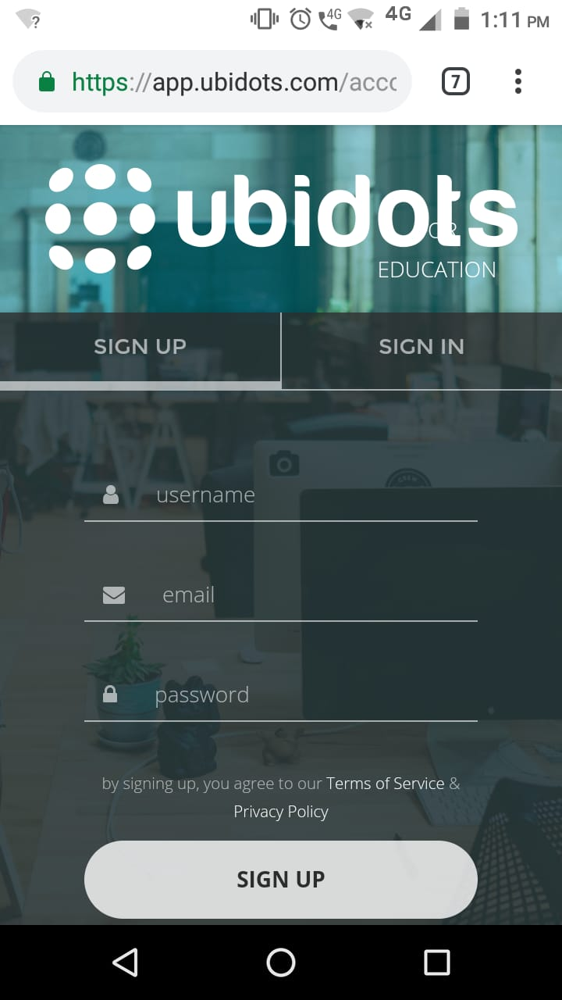 4G 4G 1:11 PM
https://app.ubidots.com/acco
7
ubidots
OR
EDUCATION
SIGN UP SIGN IN
username
email
password
by signing up, you agree to our Terms of Service &
Privacy Policy
SIGN UP